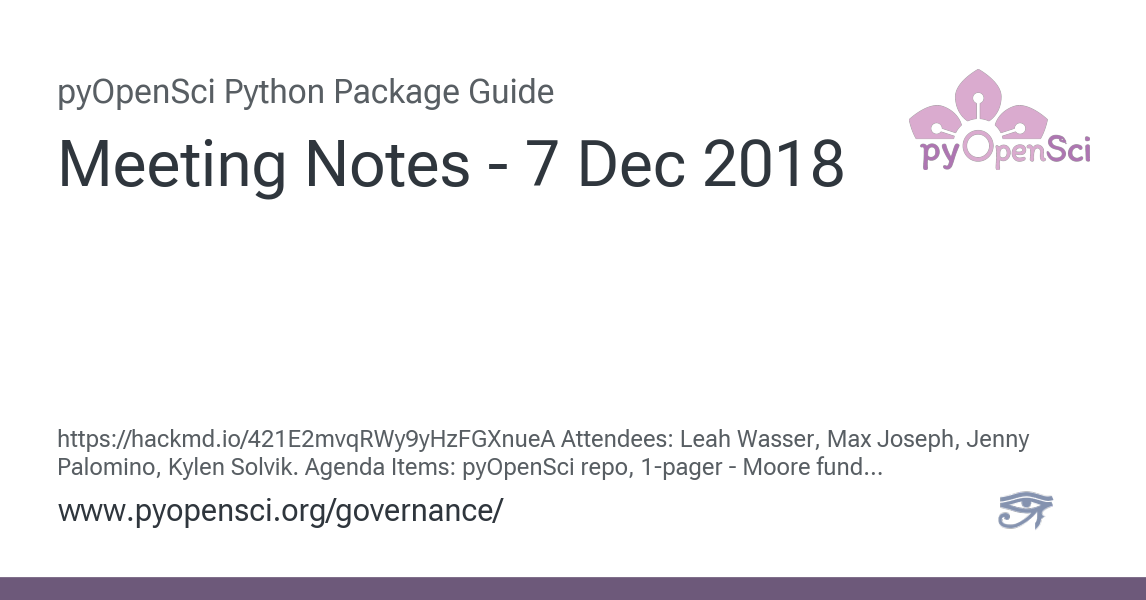 pyOpenSci Python Package Guide
Meeting Notes - 7 Dec 2018
pyOpenSci
https://hackmd.io/421E2mvqRWy9yHzFGXnueA Attendees: Leah Wasser, Max Joseph, Jenny
Palomino, Kylen Solvik. Agenda Items: pyOpenSci repo, 1-pager - Moore fund...
www.pyopensci.org/governance/